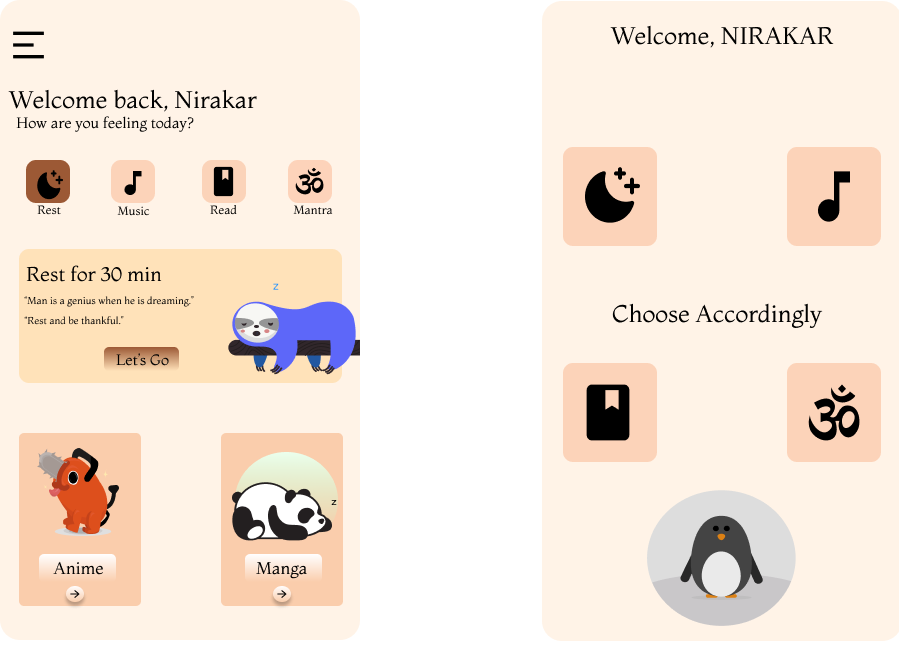 Welcome back, Nirakar
How are you feeling today?
Rest
Music
Read
Mantra
Rest for 30 min
"Man is a genius when he is dreaming."
"Rest and be thankful."
Let's Go
z
Anime
z
Manga
Welcome, NIRAKAR
Choose Accordingly
ॐ
ॐ